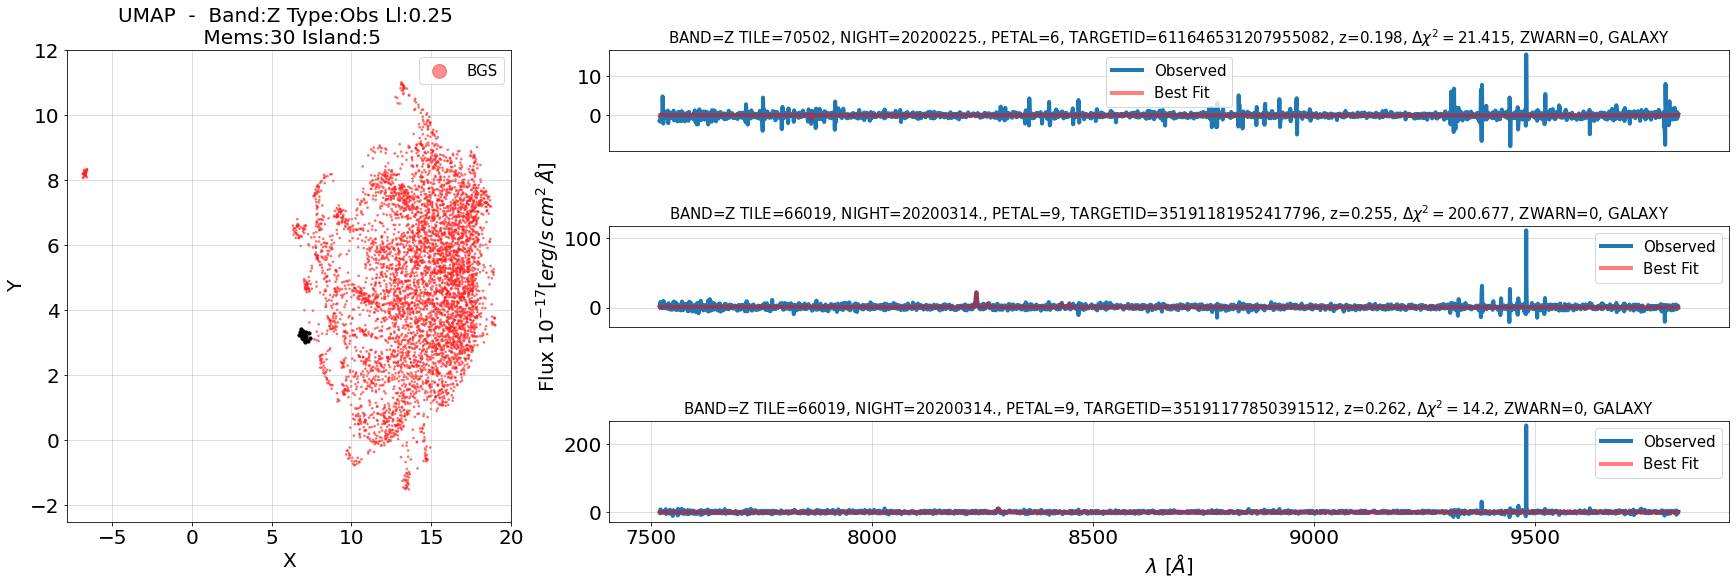 UMAP  -  Band:Z Type:Obs Ll:0.25
Mems:30 Island:5
BGS
12
10
8
6
4
2
0
−2
Y
−5
0
5
10
15
20
X
BAND=Z TILE=70502, NIGHT=20200225., PETAL=6, TARGETID=616465312079550​82, z=0.198, Δχ² = 21.415, ZWARN=0, GALAXY
Observed
Best Fit
10
0
Flux 10⁻¹⁷[erg/s cm² Å]
BAND=Z TILE=66019, NIGHT=20200314., PETAL=9, TARGETID=35191181952417796, z=0.255, Δχ² = 200.677, ZWARN=0, GALAXY
Observed
Best Fit
100
0
BAND=Z TILE=66019, NIGHT=20200314., PETAL=9, TARGETID=35191177850391512, z=0.262, Δχ² = 14.2, ZWARN=0, GALAXY
Observed
Best Fit
200
0
7500
8000
8500
9000
9500
λ [Å]